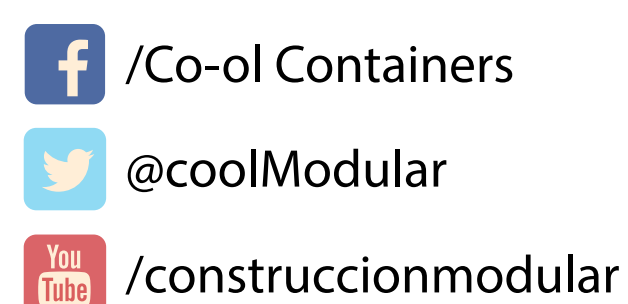 /Co-ol Containers
@coolModular
You
Tube
/construccionmodular